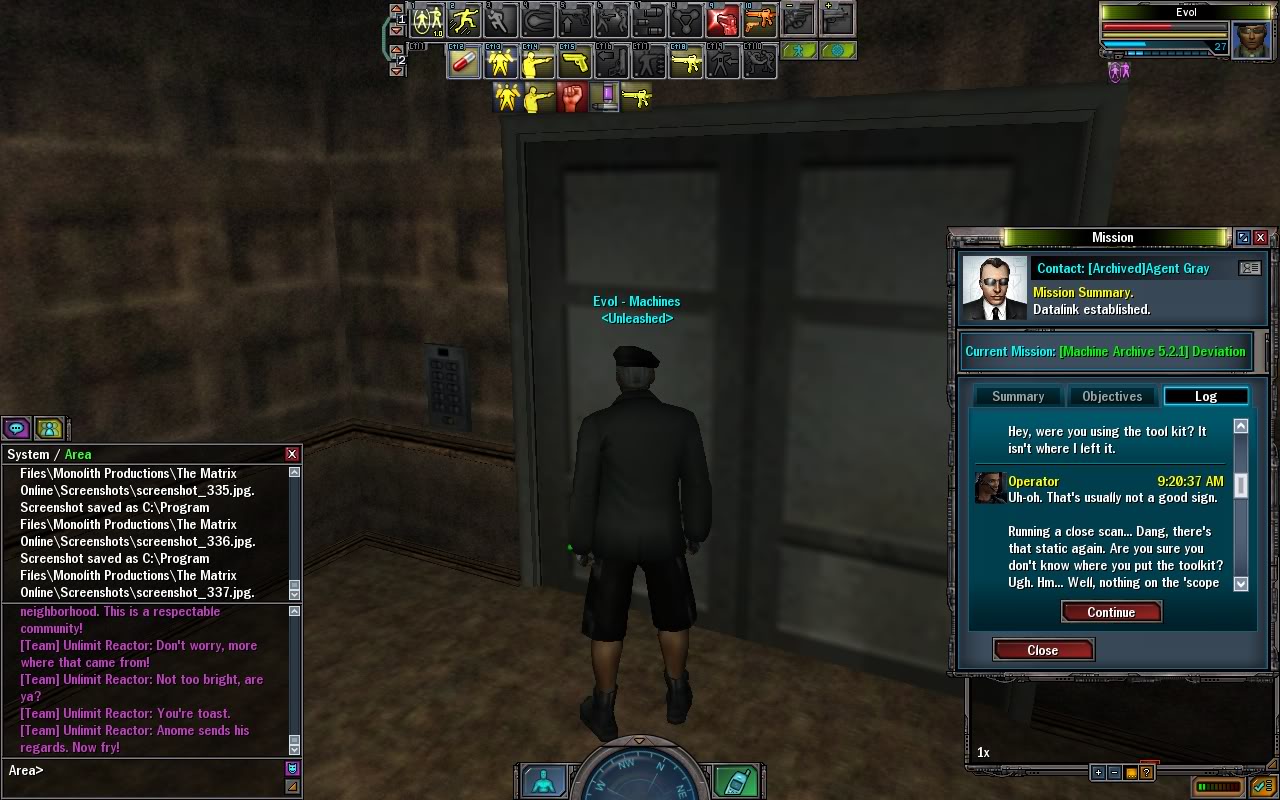 Evol
27
1
1.0
2
Evol - Machines
<Unleashed>
Mission
Contact: [Archived]Agent Gray
Mission Summary.
Datalink established.
Current Mission: [Machine Archive 5.2.1] Deviation
Summary Objectives Log
Hey, were you using the tool kit? It
isn't where I left it.
Operator 9:20:37 AM
Uh-oh. That's usually not a good sign.
Running a close scan... Dang, there's
that static again. Are you sure you
don't know where you put the toolkit?
Ugh. Hm... Well, nothing on the 'scope
Continue
Close
1x
System / Area
Files\Monolith Productions\The Matrix
Online\Screenshots\screenshot_335.jpg.
Screenshot saved as C:\Program
Files\Monolith Productions\The Matrix
Online\Screenshots\screenshot_336.jpg.
Screenshot saved as C:\Program
Files\Monolith Productions\The Matrix
Online\Screenshots\screenshot_337.jpg.
neighborhood. This is a respectable
community!
[Team] Unlimit Reactor: Don't worry, more
where that came from!
[Team] Unlimit Reactor: Not too bright, are
ya?
[Team] Unlimit Reactor: You're toast.
[Team] Unlimit Reactor: Anome sends his
regards. Now fry!
Area>
W NW N NE